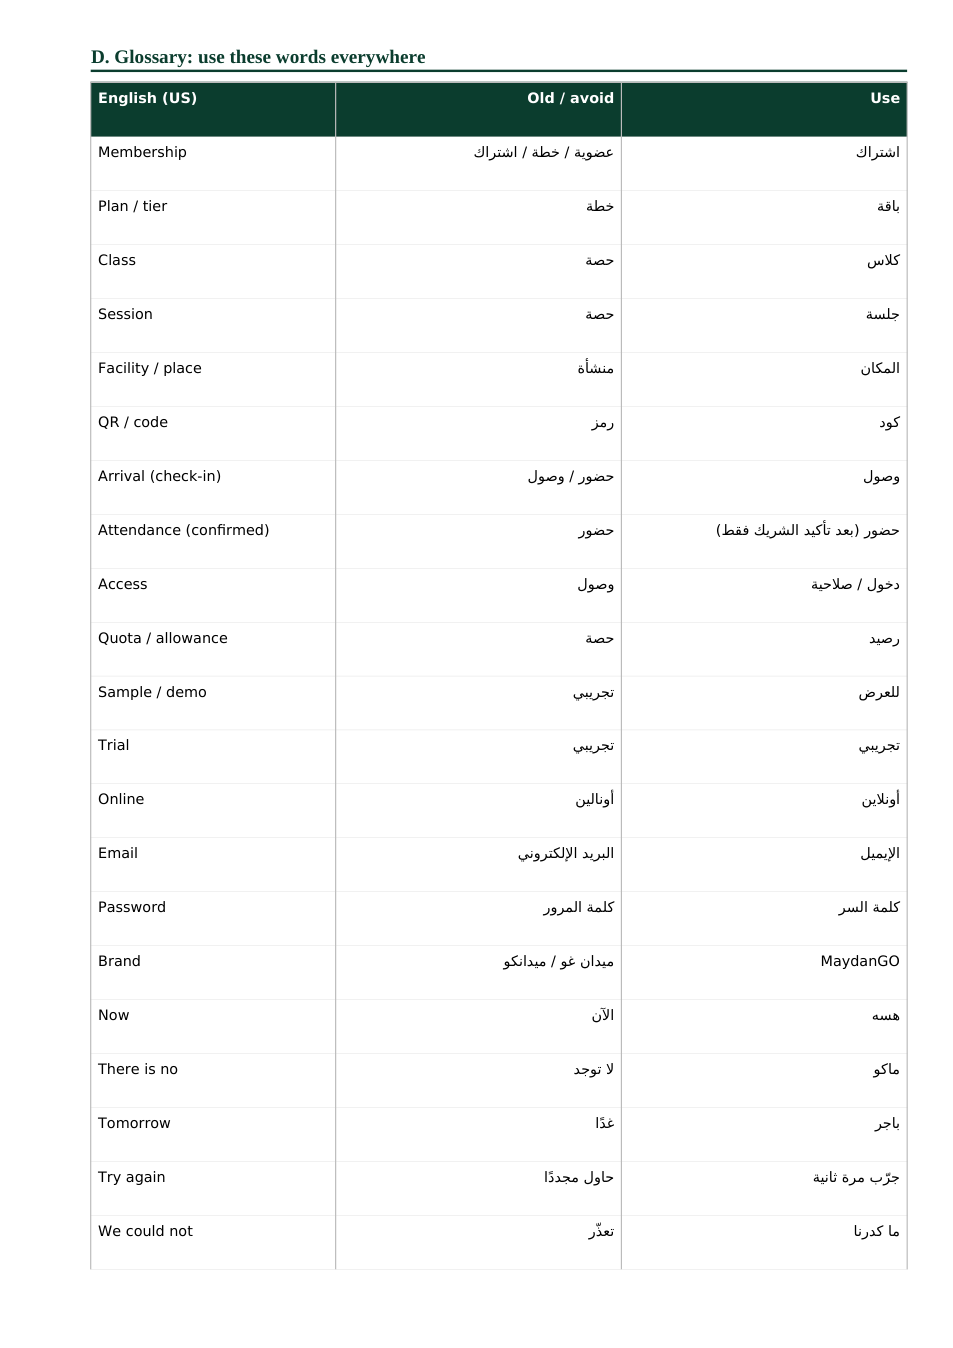 D. Glossary: use these words everywhere
English (US) Old / avoid Use
Membership عضوية / خطة / اشتراك اشتراك
Plan / tier خطة باقة
Class حصة كلاس
Session حصة جلسة
Facility / place منشأة المكان
QR / code رمز كود
Arrival (check-in) حضور / وصول وصول
Attendance (confirmed) حضور حضور (بعد تأكيد الشريك فقط)
Access وصول دخول / صلاحية
Quota / allowance حصة رصيد
Sample / demo تجريبي للعرض
Trial تجريبي تجريبي
Online أونالين أونلاين
Email البريد الإلكتروني الإيميل
Password كلمة المرور كلمة السر
Brand ميدان غو / ميدانكو MaydanGO
Now الآن هسه
There is no لا توجد ماكو
Tomorrow غدًا باجر
Try again حاول مجددًا جرّب مرة ثانية
We could not تعذّر ما كدرنا